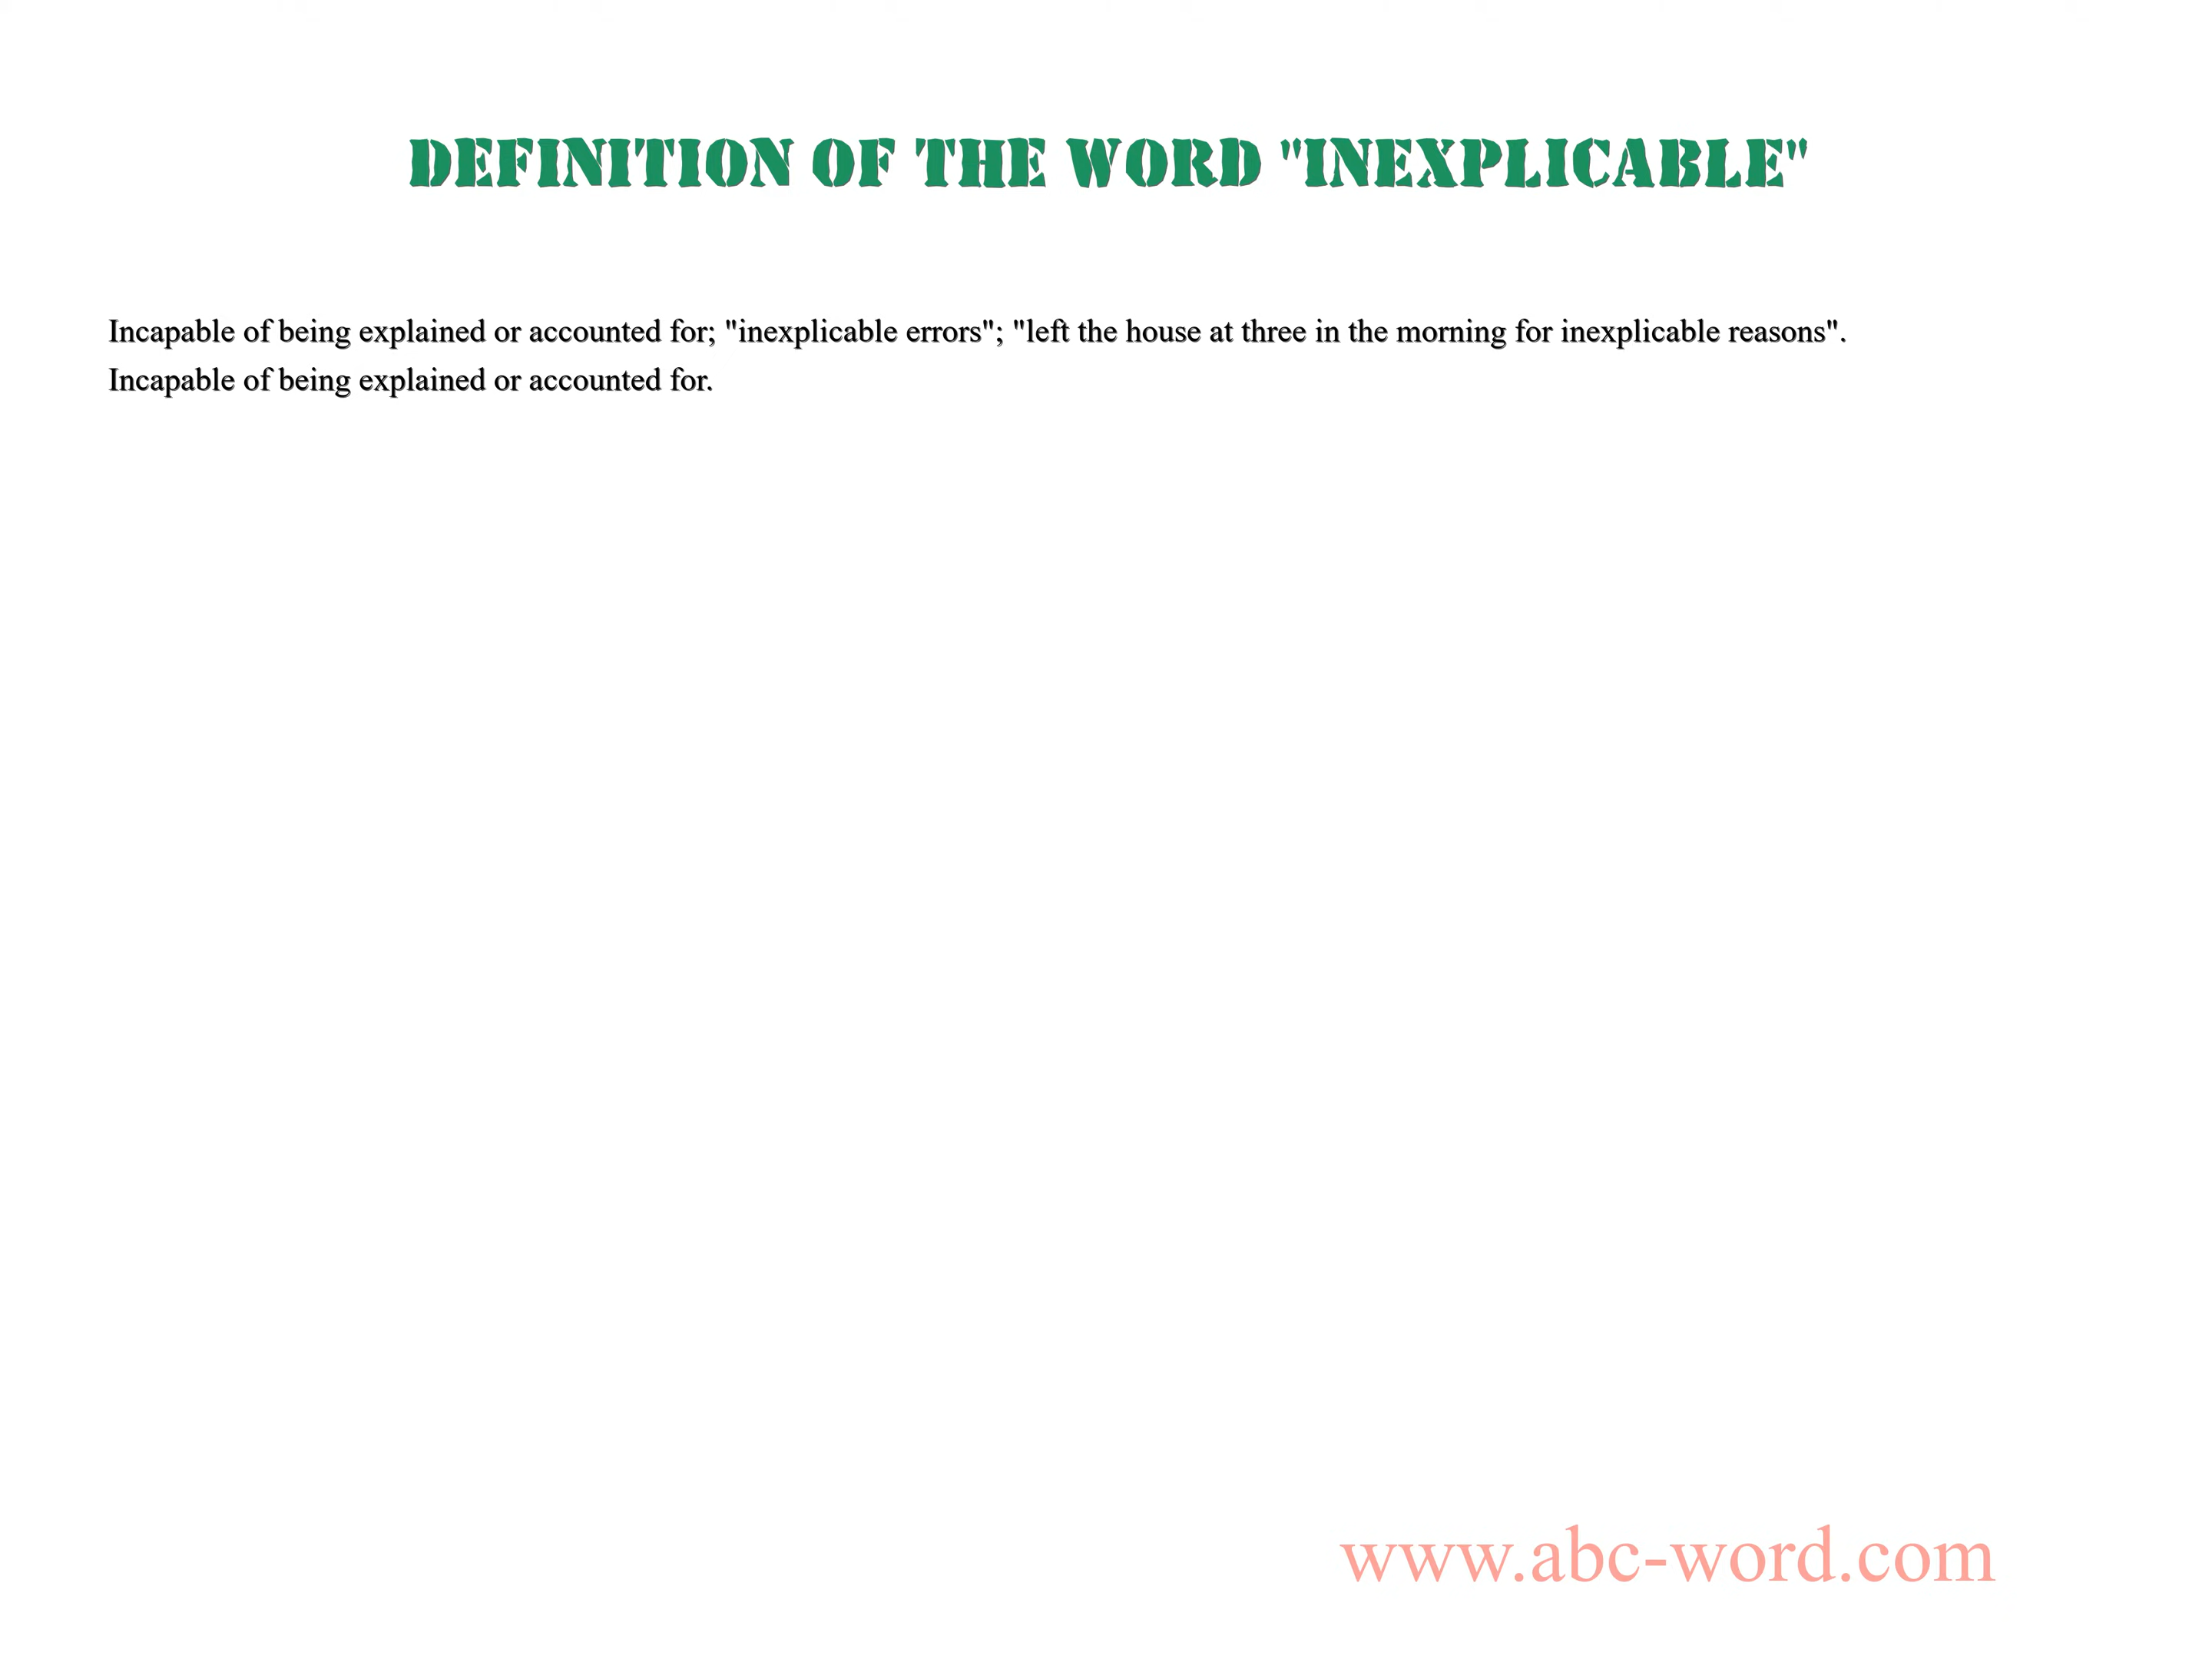 DEFINITION OF THE WORD "INEXPLICABLE"
Incapable of being explained or accounted for; "inexplicable errors"; "left the house at three in the morning for inexplicable reasons".
Incapable of being explained or accounted for.
www.abc-word.com